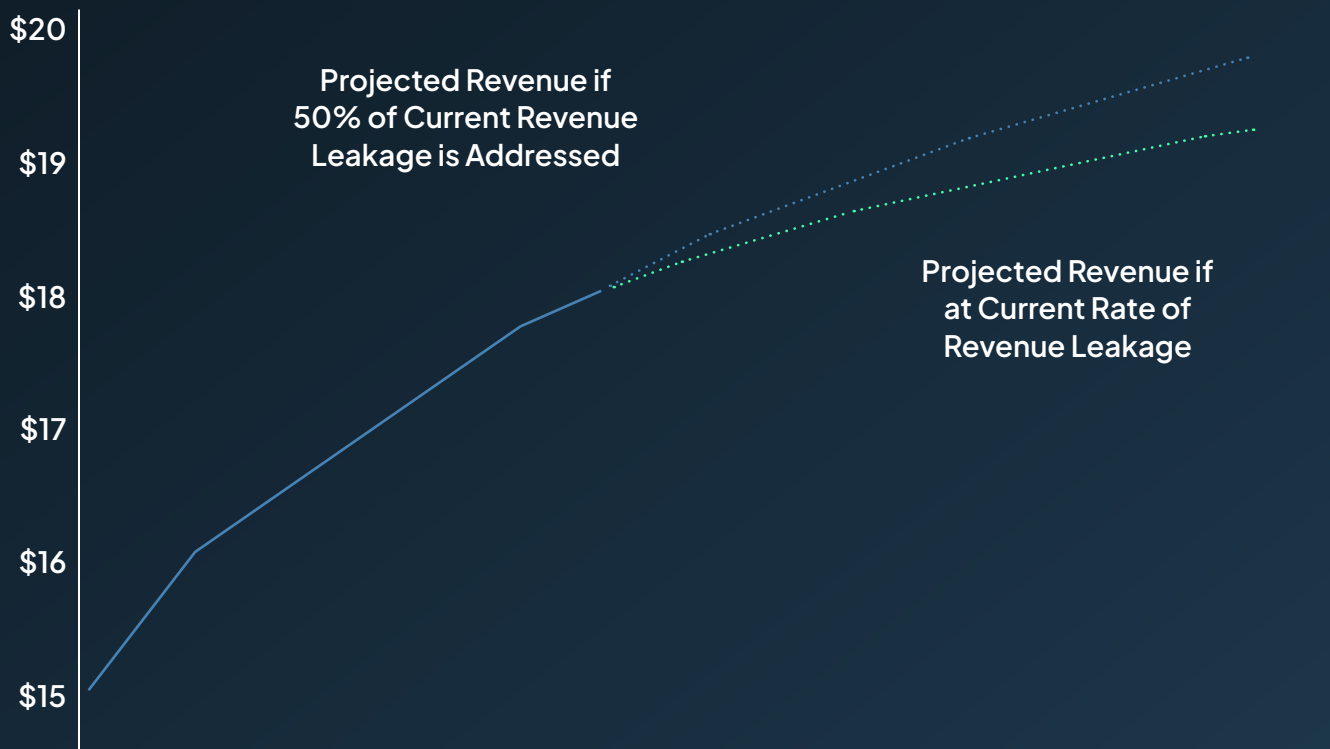 $20
Projected Revenue if
50% of Current Revenue
Leakage is Addressed
$19
Projected Revenue if
at Current Rate of
Revenue Leakage
$18
$17
$16
$15